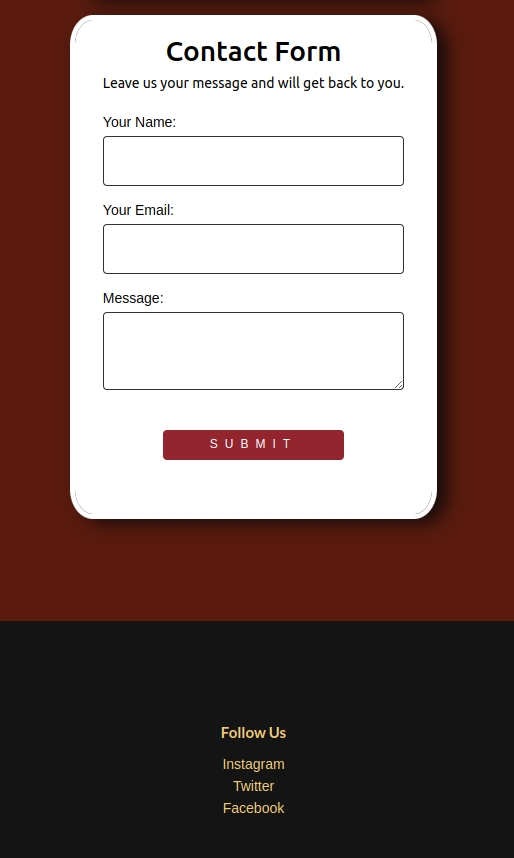 Contact Form
Leave us your message and will get back to you.
Your Name:
Your Email:
Message:
SUBMIT
Follow Us
Instagram
Twitter
Facebook